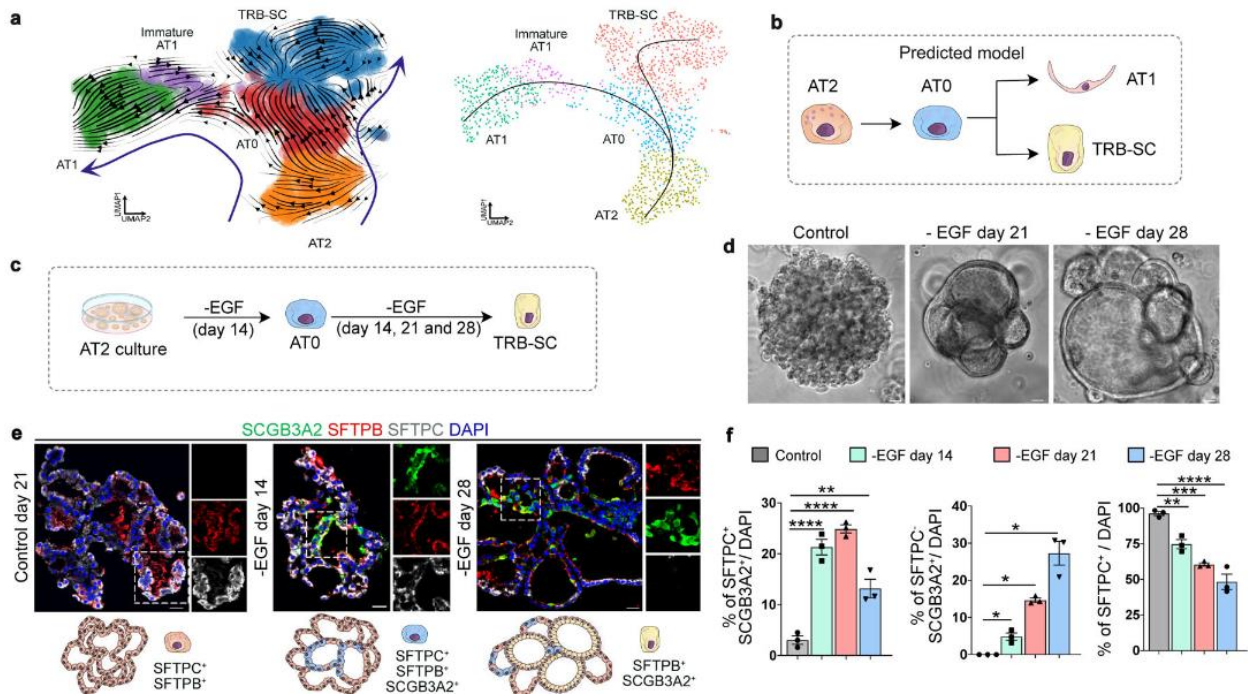 a
TRB-SC
Immature
AT1
AT1
AT0
AT2
UMAP1
UMAP2
TRB-SC
Immature
AT1
AT1
AT0
AT2
UMAP1
UMAP2
b
Predicted model
AT2
AT0
AT1
TRB-SC
c
AT2 culture
-EGF
(day 14)
AT0
-EGF
(day 14, 21 and 28)
TRB-SC
d
Control
- EGF day 21
- EGF day 28
e
SCGB3A2 SFTPB SFTPC DAPI
Control day 21
-EGF day 14
-EGF day 28
SFTPC+
SFTPB+
SFTPC+
SFTPB+
SCGB3A2+
SFTPB+
SCGB3A2+
f
Control
-EGF day 14
-EGF day 21
-EGF day 28
% of SFTPC+
SCGB3A2+/ DAPI
30
20
10
0
****
****
**
% of SFTPC-
SCGB3A2+/ DAPI
40
30
20
10
0
*
*
*
% of SFTPC+ / DAPI
100
75
50
25
0
****
***
**